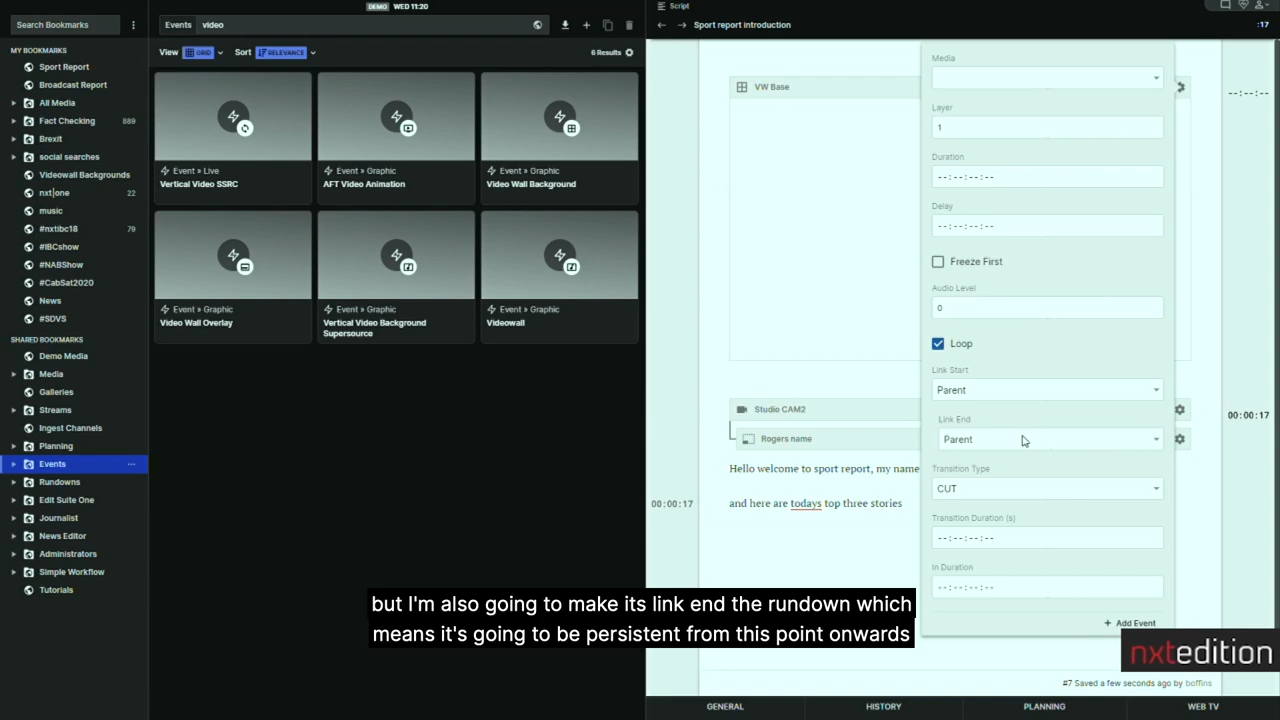 DEMO WED 11:20
Search Bookmarks
MY BOOKMARKS
Sport Report
Broadcast Report
All Media
Fact Checking 889
Brexit
social searches
Videowall Backgrounds
nxt|one 22
music
#nxtibc18 79
#IBCshow
#NABShow
#CabSat2020
News
#SDVS
SHARED BOOKMARKS
Demo Media
Media
Galleries
Streams
Ingest Channels
Planning
Events
Rundowns
Edit Suite One
Journalist
News Editor
Administrators
Simple Workflow
Tutorials
Events video
View GRID Sort RELEVANCE 6 Results
Event » Live
Vertical Video SSRC
Event » Graphic
AFT Video Animation
Event » Graphic
Video Wall Background
Event » Graphic
Video Wall Overlay
Event » Graphic
Vertical Video Background
Supersource
Event » Graphic
Videowall
Script
Sport report introduction :17
VW Base
--:--:--
Studio CAM2
00:00:17
Rogers name
Hello welcome to sport report, my name
00:00:17 and here are todays top three stories
Media
Layer
1
Duration
--:--:--:--
Delay
--:--:--:--
Freeze First
Audio Level
0
Loop
Link Start
Parent
Link End
Parent
Transition Type
CUT
Transition Duration (s)
--:--:--:--
In Duration
--:--:--:--
+ Add Event
but I'm also going to make its link end the rundown which
means it's going to be persistent from this point onwards
nxtedition
#7 Saved a few seconds ago by boffins
GENERAL HISTORY PLANNING WEB TV